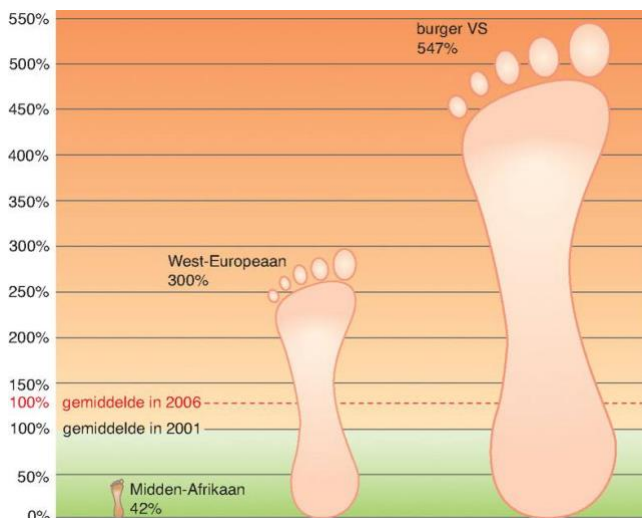 550%
burger VS
547%
500%
450%
400%
350%
300%
West-Europeaan
300%
250%
200%
150%
100% gemiddelde in 2006
100% gemiddelde in 2001
50%
Midden-Afrikaan
42%
0%